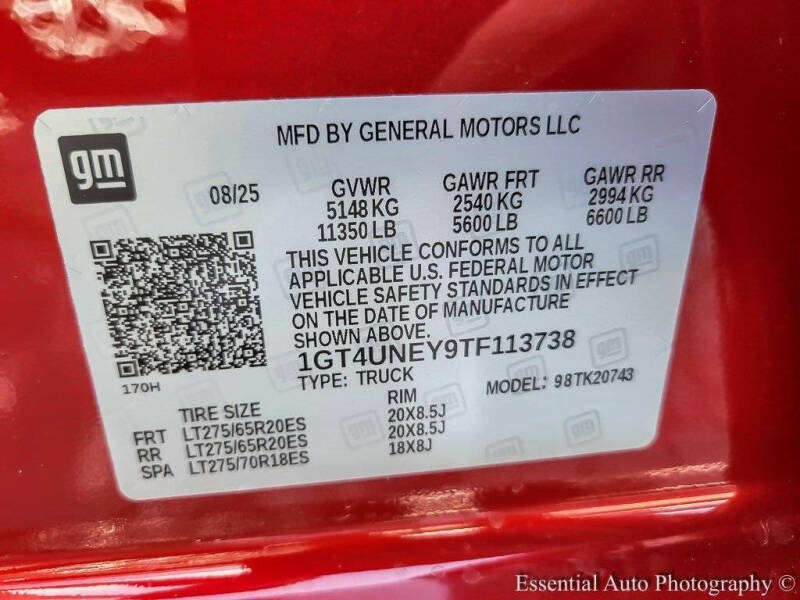 gm
MFD BY GENERAL MOTORS LLC
08/25
GVWR
5148 KG
11350 LB
GAWR FRT
2540 KG
5600 LB
GAWR RR
2994 KG
6600 LB
THIS VEHICLE CONFORMS TO ALL
APPLICABLE U.S. FEDERAL MOTOR
VEHICLE SAFETY STANDARDS IN EFFECT
ON THE DATE OF MANUFACTURE
SHOWN ABOVE.
1GT4UNEY9TF113738
170H
TYPE: TRUCK
MODEL: 98TK20743
TIRE SIZE RIM
FRT LT275/65R20ES 20X8.5J
RR LT275/65R20ES 20X8.5J
SPA LT275/70R18ES 18X8J
Essential Auto Photography ©